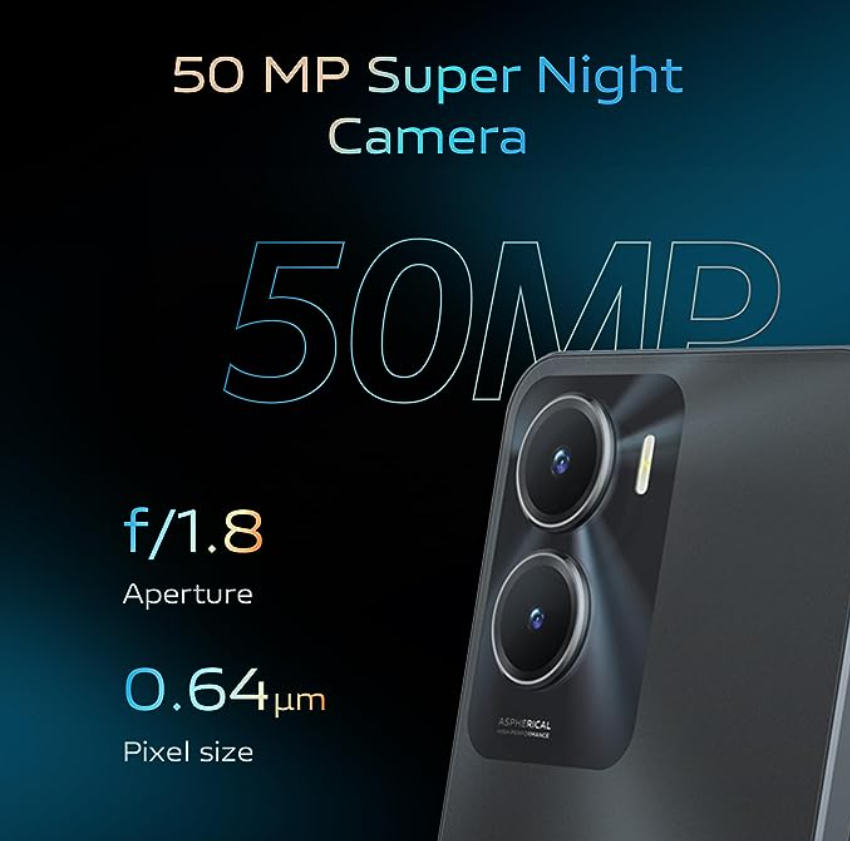 50 MP Super Night
Camera
50MP
f/1.8
Aperture
0.64μm
Pixel size
ASPHERICAL
HIGH PERFORMANCE